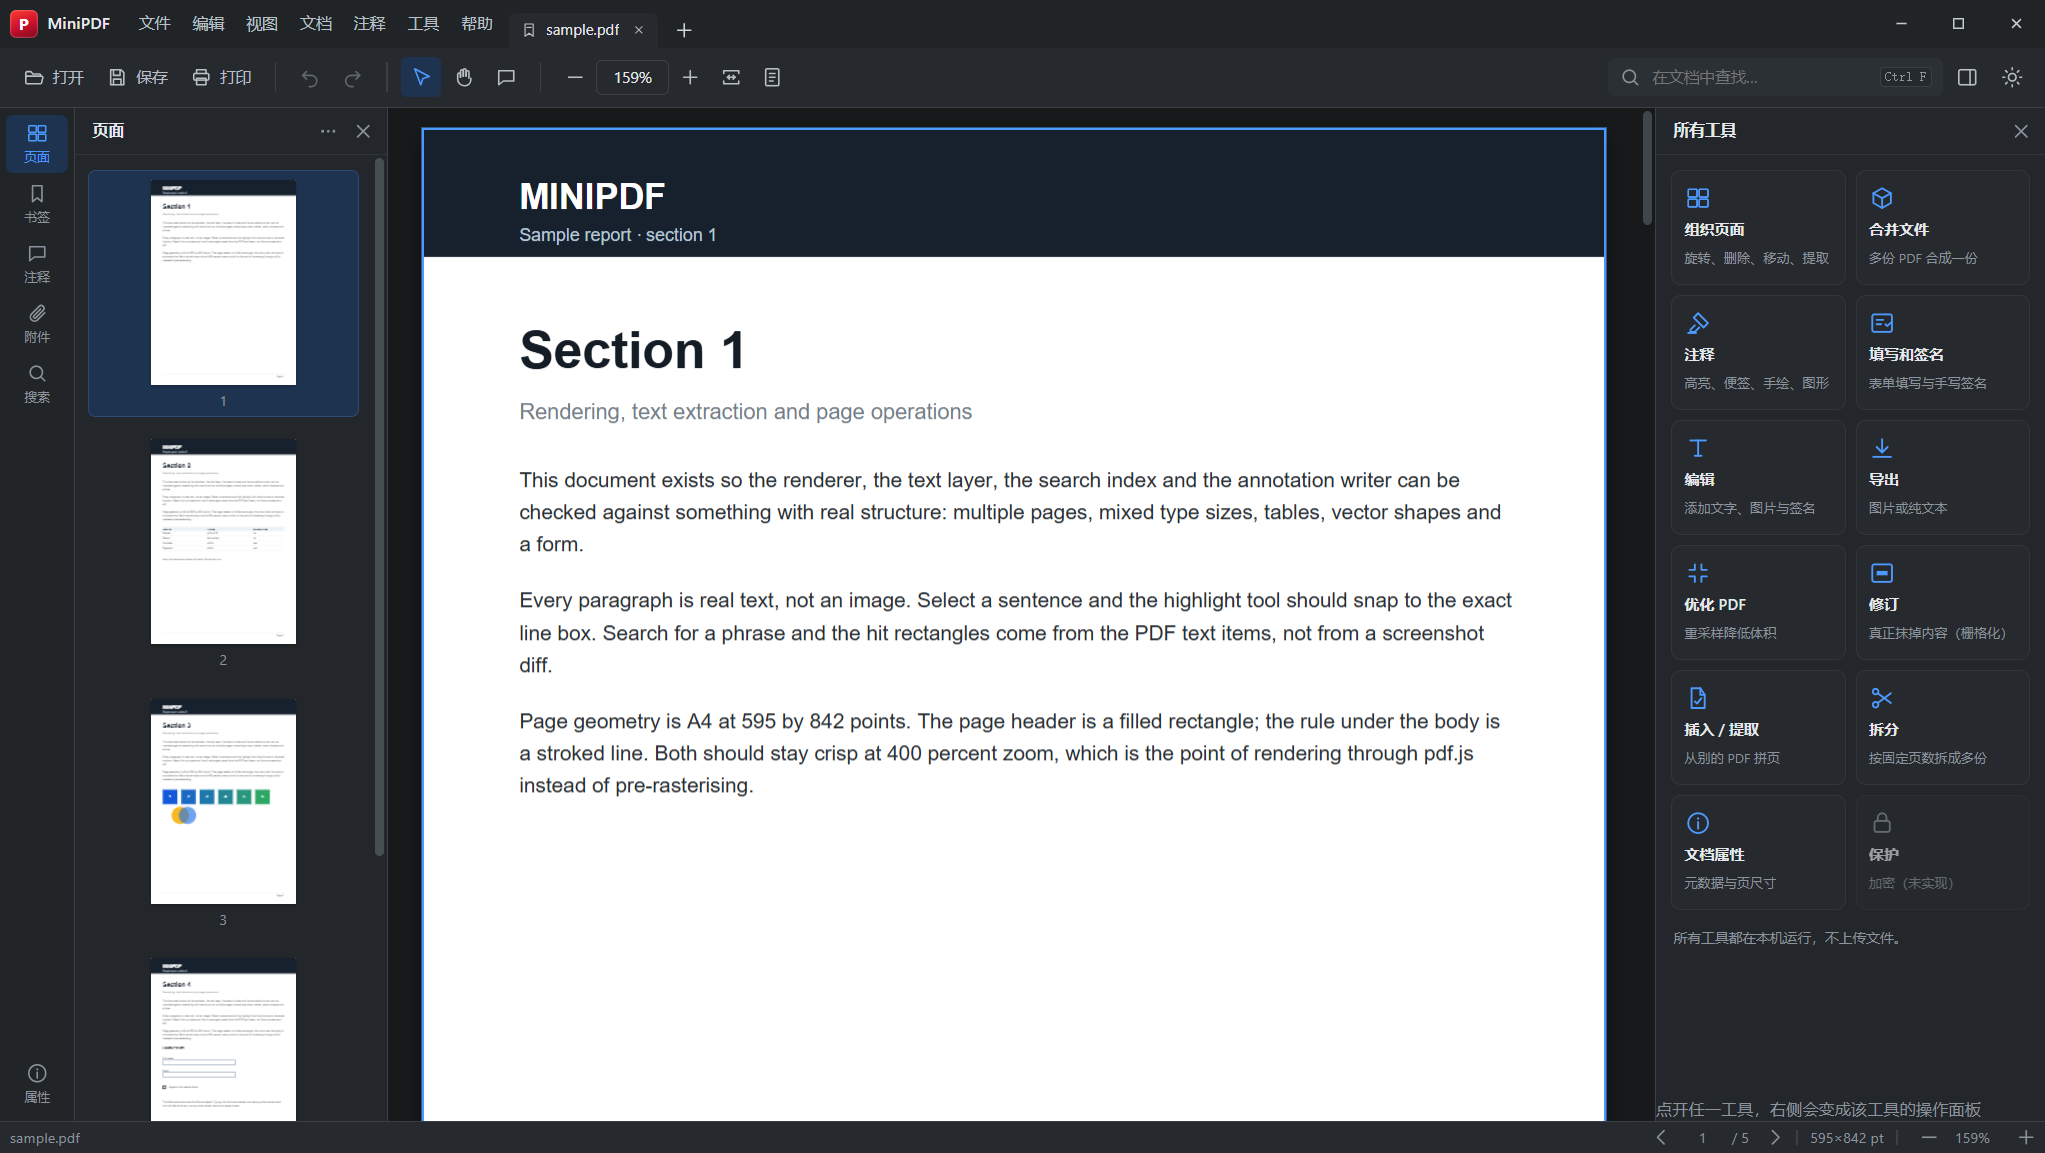 P MiniPDF 文件 编辑 视图 文档 注释 工具 帮助 sample.pdf
打开 保存 打印 159% 在文档中查找... Ctrl F
页面
书签
注释
附件
搜索
属性
页面
MINIPDF
Section 1
1
MINIPDF
Section 2
2
MINIPDF
Section 3
3
MINIPDF
Section 4
MINIPDF
Sample report · section 1
Section 1
Rendering, text extraction and page operations
This document exists so the renderer, the text layer, the search index and the annotation writer can be
checked against something with real structure: multiple pages, mixed type sizes, tables, vector shapes and
a form.
Every paragraph is real text, not an image. Select a sentence and the highlight tool should snap to the exact
line box. Search for a phrase and the hit rectangles come from the PDF text items, not from a screenshot
diff.
Page geometry is A4 at 595 by 842 points. The page header is a filled rectangle; the rule under the body is
a stroked line. Both should stay crisp at 400 percent zoom, which is the point of rendering through pdf.js
instead of pre-rasterising.
所有工具
组织页面
旋转、删除、移动、提取
合并文件
多份 PDF 合成一份
注释
高亮、便签、手绘、图形
填写和签名
表单填写与手写签名
编辑
添加文字、图片与签名
导出
图片或纯文本
优化 PDF
重采样降低体积
修订
真正抹掉内容（栅格化）
插入 / 提取
从别的 PDF 拼页
拆分
按固定页数拆成多份
文档属性
元数据与页尺寸
保护
加密（未实现）
所有工具都在本机运行，不上传文件。
点开任一工具，右侧会变成该工具的操作面板
sample.pdf 1 / 5 595×842 pt 159%